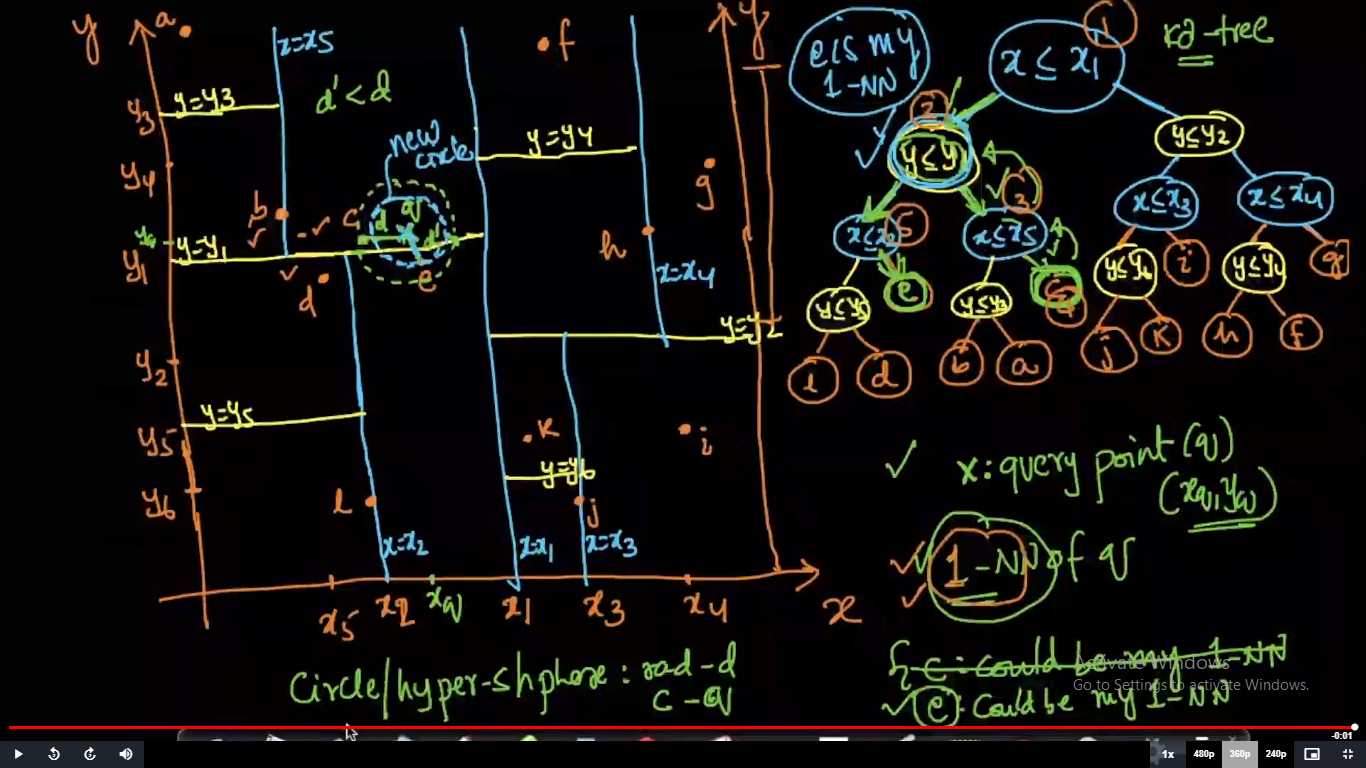 y
a
x=x5
f
y
e is my
1-NN
x ≤ x1
1
kd-tree
y3
y=y3
d' < d
new
circle
y=y4
2
y ≤ y1
y≤y2
y4
g
b
c
q
d
d'
3
5
x≤x2
x≤x5
x≤x3
x≤x4
y1
y=y1
e
h
x=x4
d
e
c
4
y≤y6
i
y≤y4
g
y≤y5
y≤y3
y=y2
l
d
b
a
j
k
h
f
y2
y=y5
y5
k
i
y=y6
y6
l
j
x=x2
x=x1
x=x3
x5
x2
xq
x1
x3
x4
x
x: query point (q)
(xq, yq)
1-NN of q
Circle/hyper-shphere: rad-d
c-q
c: could be my 1-NN
e: Could be my 1-NN
Activate Windows
Go to Settings to activate Windows.
-0:01
1x
480p
360p
240p